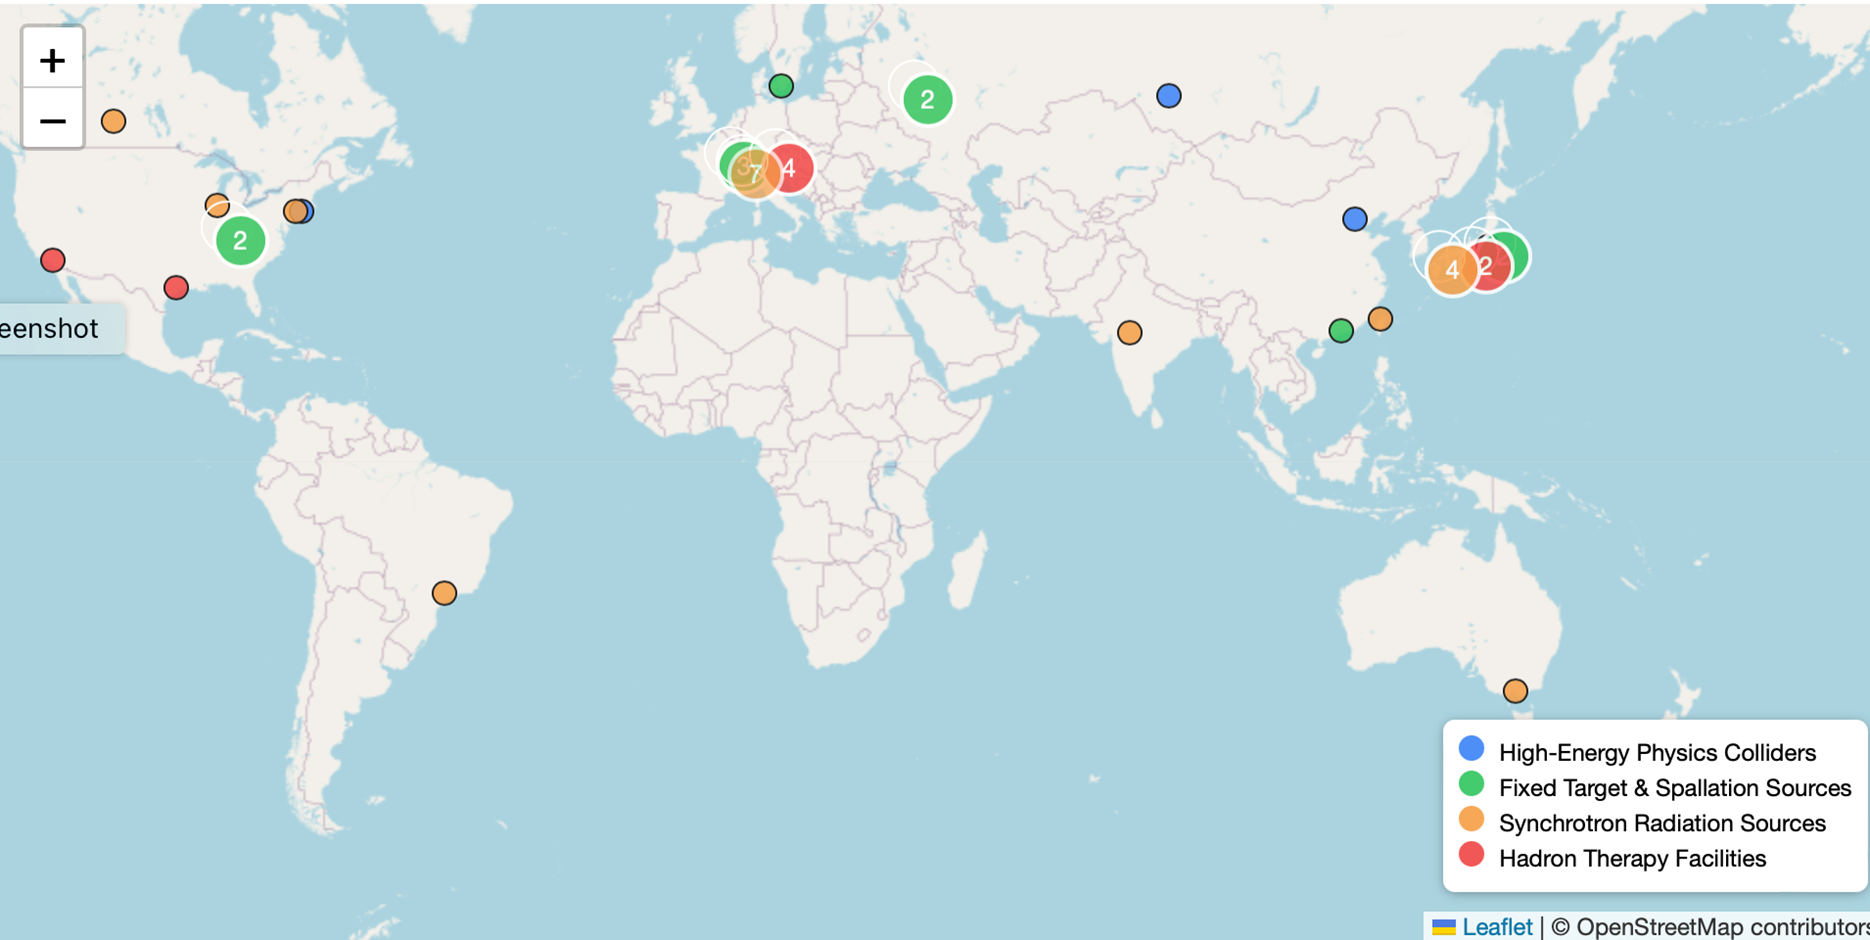 +
−
2
3
7
4
2
4
2
eenshot
High-Energy Physics Colliders
Fixed Target & Spallation Sources
Synchrotron Radiation Sources
Hadron Therapy Facilities
Leaflet | © OpenStreetMap contributors